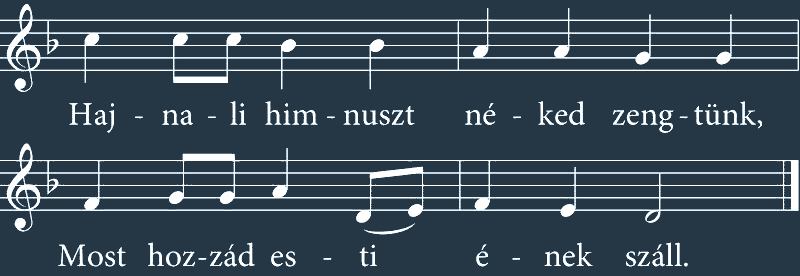 Haj - na - li him - nuszt né - ked zeng - tünk,
Most hoz-zád es - ti é - nek száll.